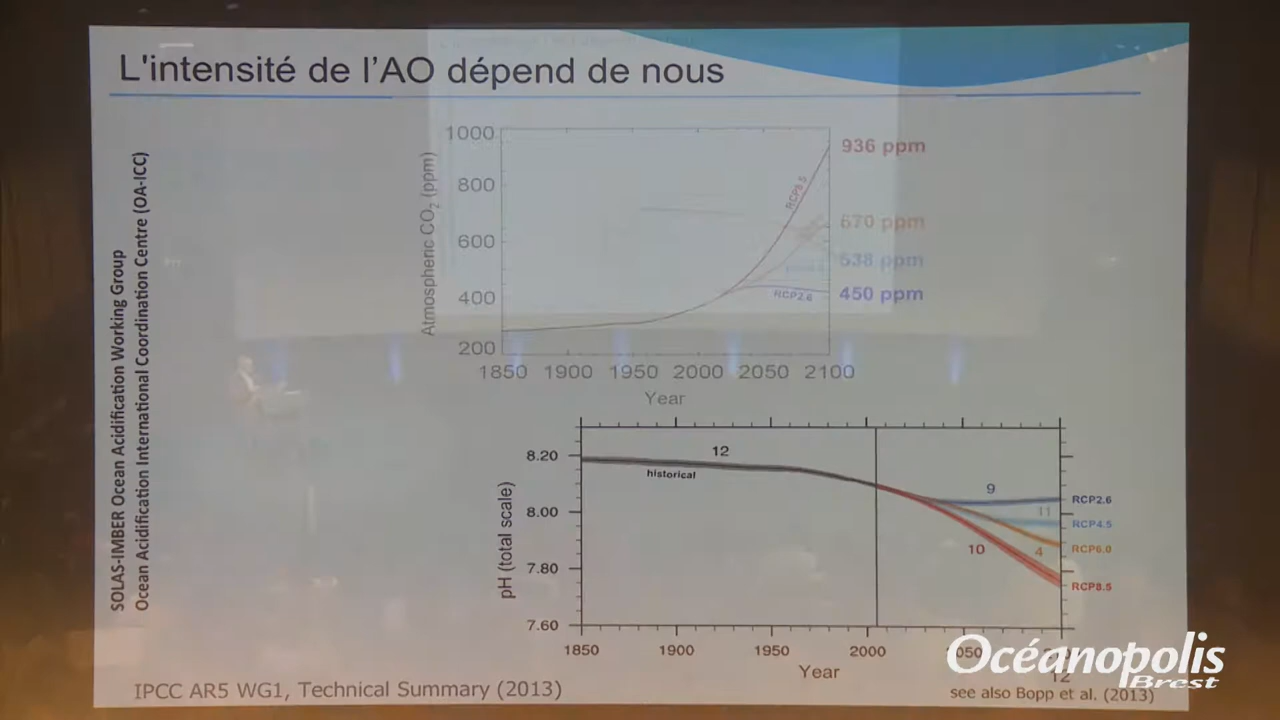 L'intensité de l'AO dépend de nous
SOLAS-IMBER Ocean Acidification Working Group
Ocean Acidification International Coordination Centre (OA-ICC)
1000
800
600
400
200
Atmospheric CO2 (ppm)
RCP8.5
RCP2.6
936 ppm
670 ppm
538 ppm
450 ppm
1850 1900 1950 2000 2050 2100
Year
8.20
8.00
7.80
7.60
pH (total scale)
12
historical
9
11
4
10
RCP2.6
RCP4.5
RCP6.0
RCP8.5
1850 1900 1950 2000 2050
Year
Océanopolis
Brest
12
IPCC AR5 WG1, Technical Summary (2013)
see also Bopp et al. (2013)